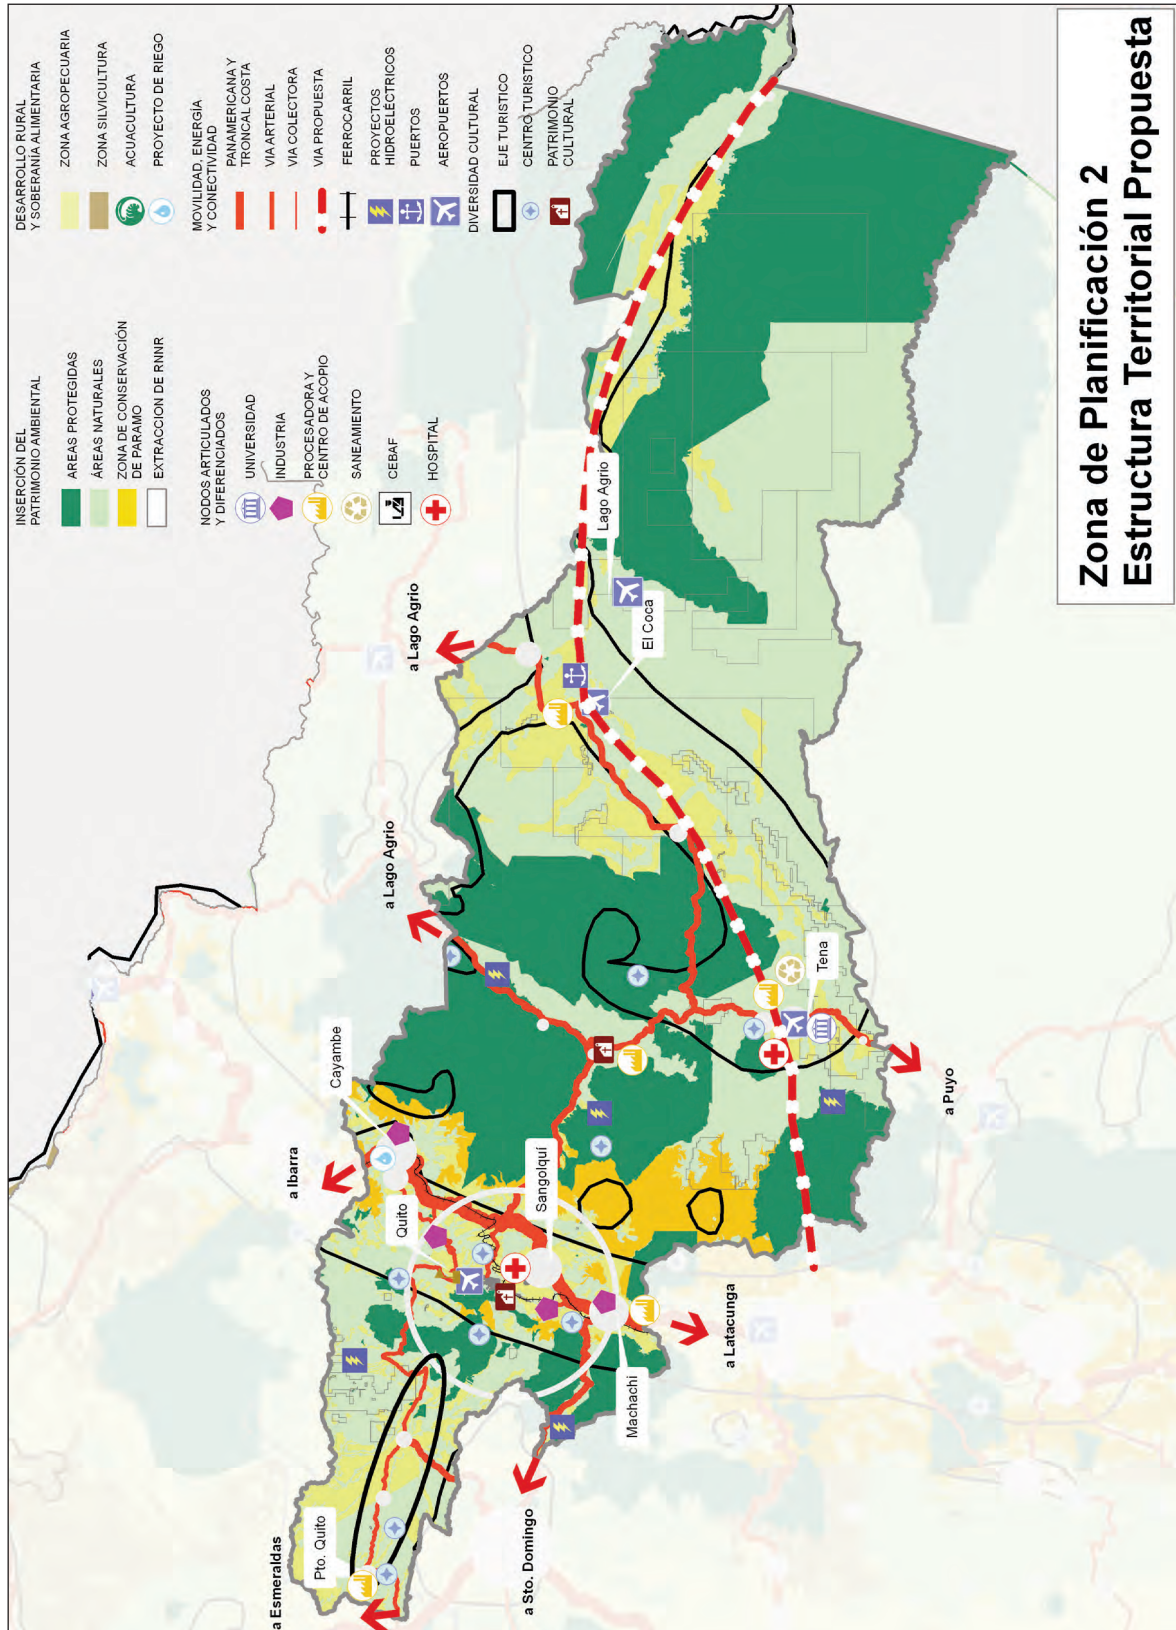 Zona de Planificación 2
Estructura Territorial Propuesta
INSERCIÓN DEL
PATRIMONIO AMBIENTAL
AREAS PROTEGIDAS
ÁREAS NATURALES
ZONA DE CONSERVACIÓN
DE PARAMO
EXTRACCION DE RNNR
NODOS ARTICULADOS
Y DIFERENCIADOS
UNIVERSIDAD
INDUSTRIA
PROCESADORA Y
CENTRO DE ACOPIO
SANEAMIENTO
CEBAF
HOSPITAL
DESARROLLO RURAL
Y SOBERANÍA ALIMENTARIA
ZONA AGROPECUARIA
ZONA SILVICULTURA
ACUACULTURA
PROYECTO DE RIEGO
MOVILIDAD, ENERGÍA
Y CONECTIVIDAD
PANAMERICANA Y
TRONCAL COSTA
VIA ARTERIAL
VIA COLECTORA
VIA PROPUESTA
FERROCARRIL
PROYECTOS
HIDROELÉCTRICOS
PUERTOS
AEROPUERTOS
DIVERSIDAD CULTURAL
EJE TURISTICO
CENTRO TURISTICO
PATRIMONIO
CULTURAL
a Esmeraldas
Pto. Quito
a Sto. Domingo
a Ibarra
Cayambe
Quito
Sangolquí
Machachi
a Latacunga
a Lago Agrio
a Lago Agrio
Lago Agrio
El Coca
Tena
a Puyo